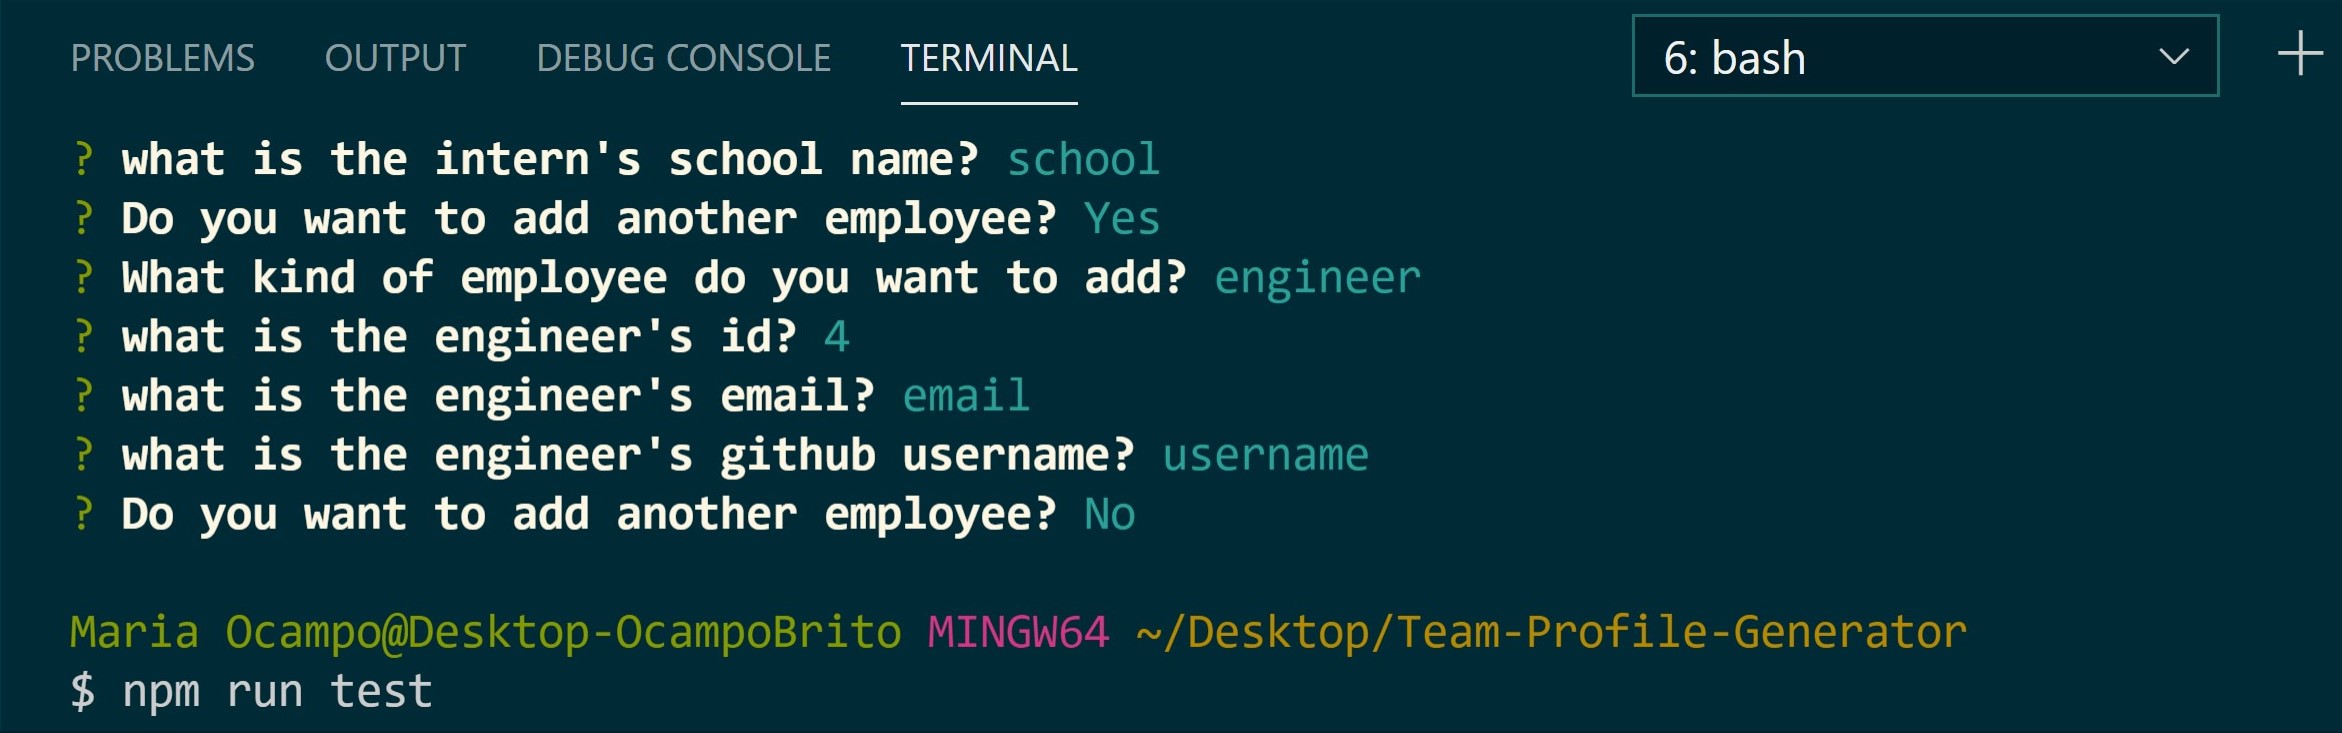 PROBLEMS OUTPUT DEBUG CONSOLE TERMINAL 6: bash
? what is the intern's school name? school
? Do you want to add another employee? Yes
? What kind of employee do you want to add? engineer
? what is the engineer's id? 4
? what is the engineer's email? email
? what is the engineer's github username? username
? Do you want to add another employee? No
Maria Ocampo@Desktop-OcampoBrito MINGW64 ~/Desktop/Team-Profile-Generator
$ npm run test